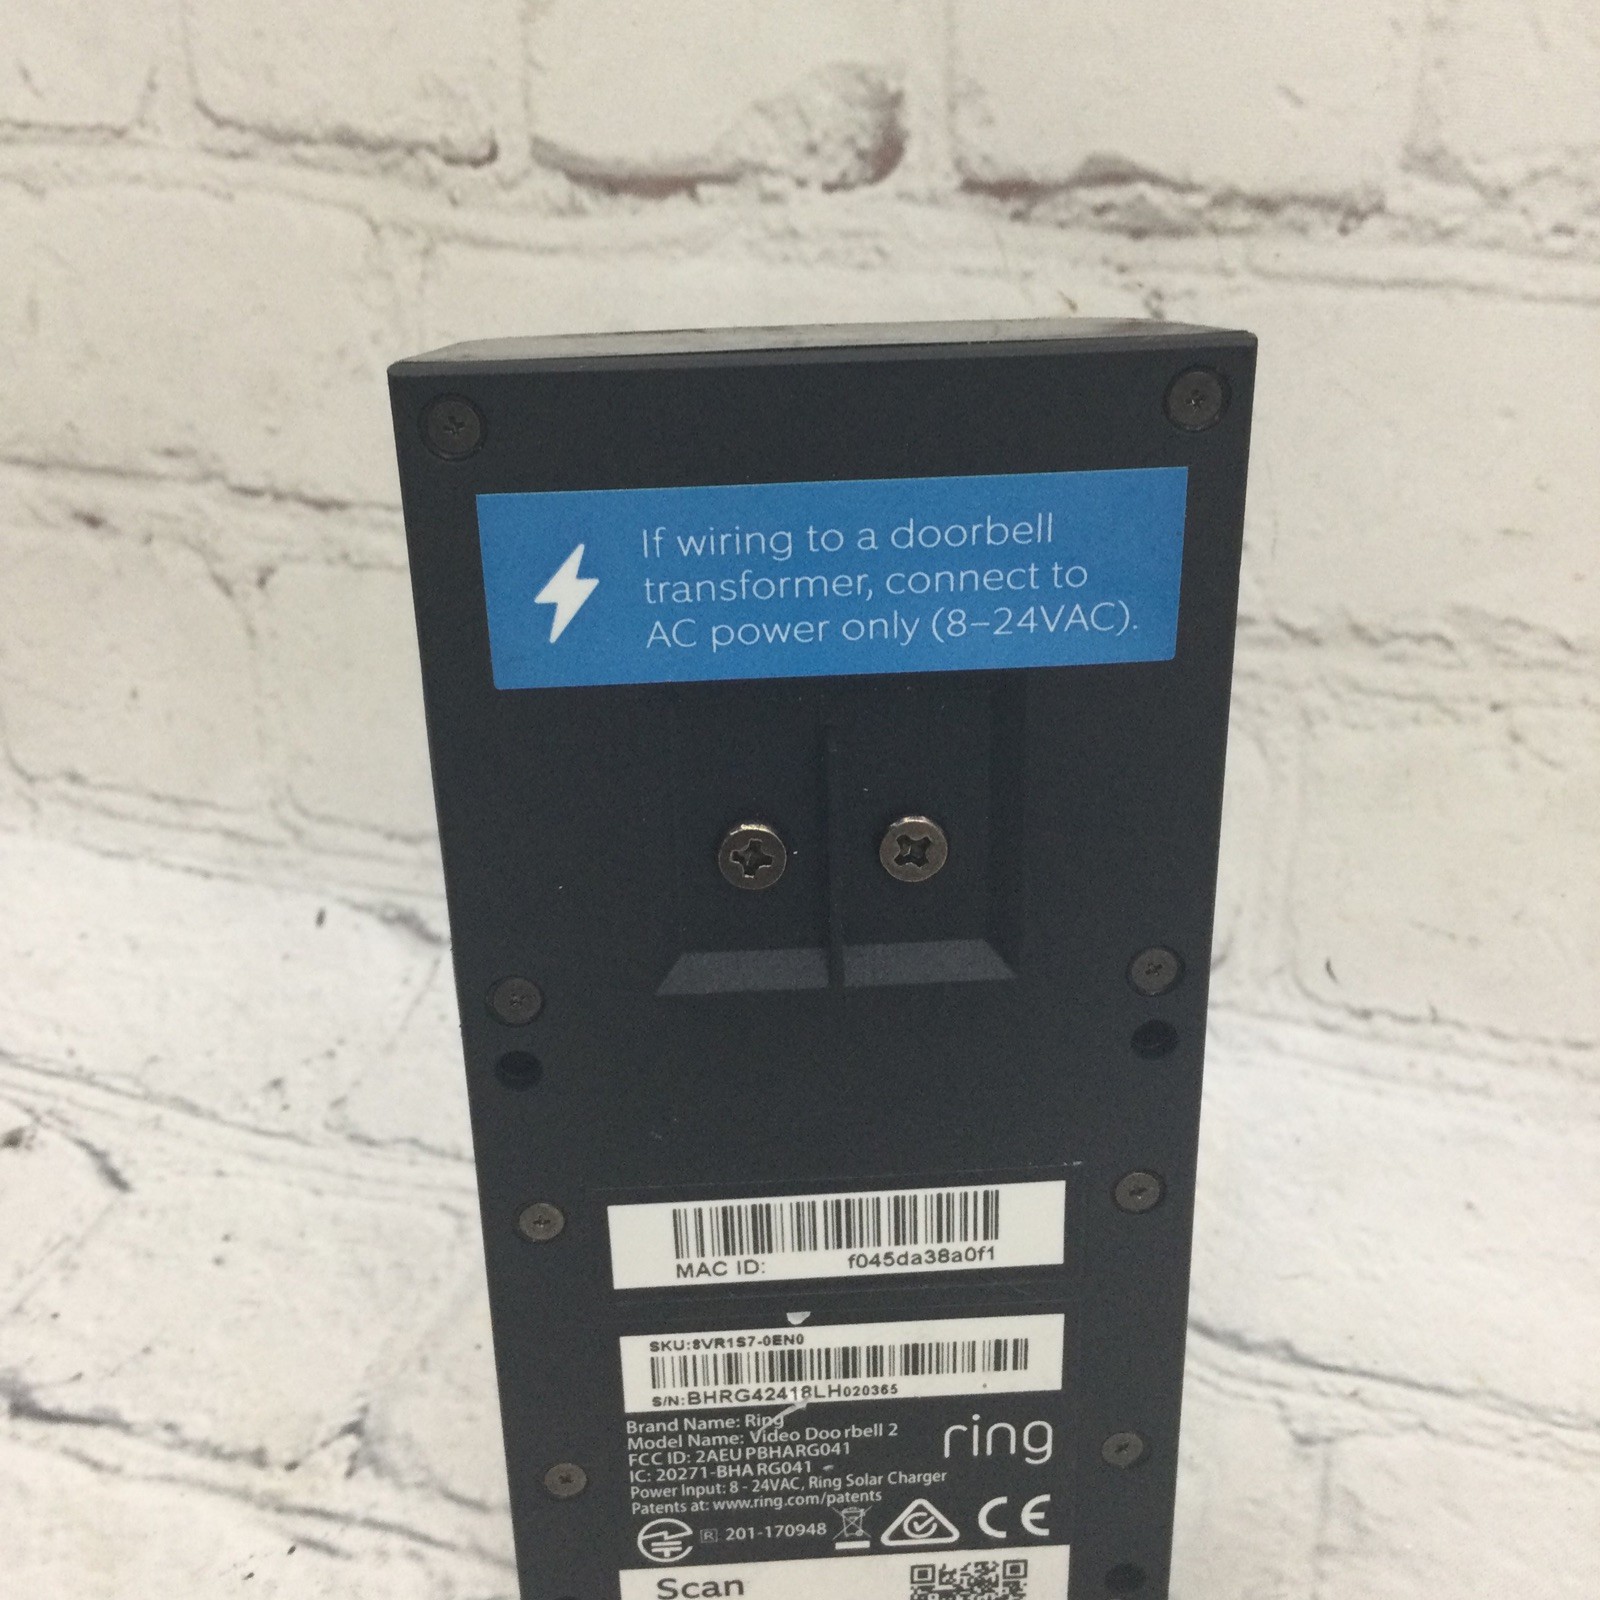 If wiring to a doorbell
transformer, connect to
AC power only (8–24VAC).
MAC ID: f045da38a0f1
SKU:8VR1S7-0EN0
S/N:BHRG42418LH020365
Brand Name: Ring
Model Name: Video Doorbell 2
FCC ID: 2AEUPBHARG041
IC: 20271-BHARG041
Power Input: 8 - 24VAC, Ring Solar Charger
Patents at: www.ring.com/patents
ring
R 201-170948
CE
Scan